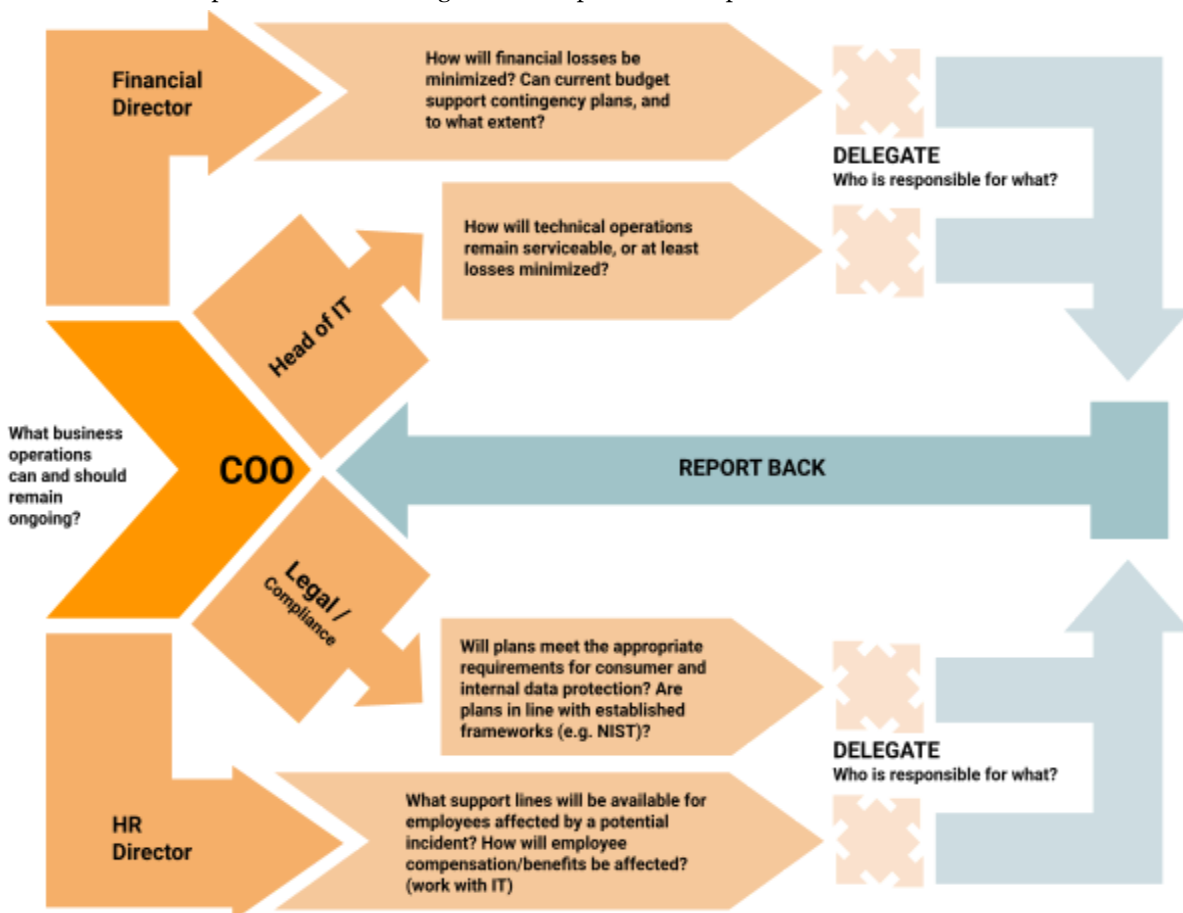 Financial
Director
How will financial losses be
minimized? Can current budget
support contingency plans, and
to what extent?
DELEGATE
Who is responsible for what?
How will technical operations
remain serviceable, or at least
losses minimized?
Head of IT
What business
operations
can and should
remain
ongoing?
COO
REPORT BACK
Legal /
Compliance
Will plans meet the appropriate
requirements for consumer and
internal data protection? Are
plans in line with established
frameworks (e.g. NIST)?
DELEGATE
Who is responsible for what?
HR
Director
What support lines will be available for
employees affected by a potential
incident? How will employee
compensation/benefits be affected?
(work with IT)